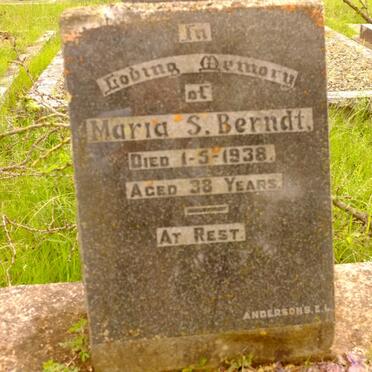 In
Loving Memory
of
Maria S. Berndt,
Died 1-5-1938.
Aged 38 Years.
At Rest.
Andersons. E.L.